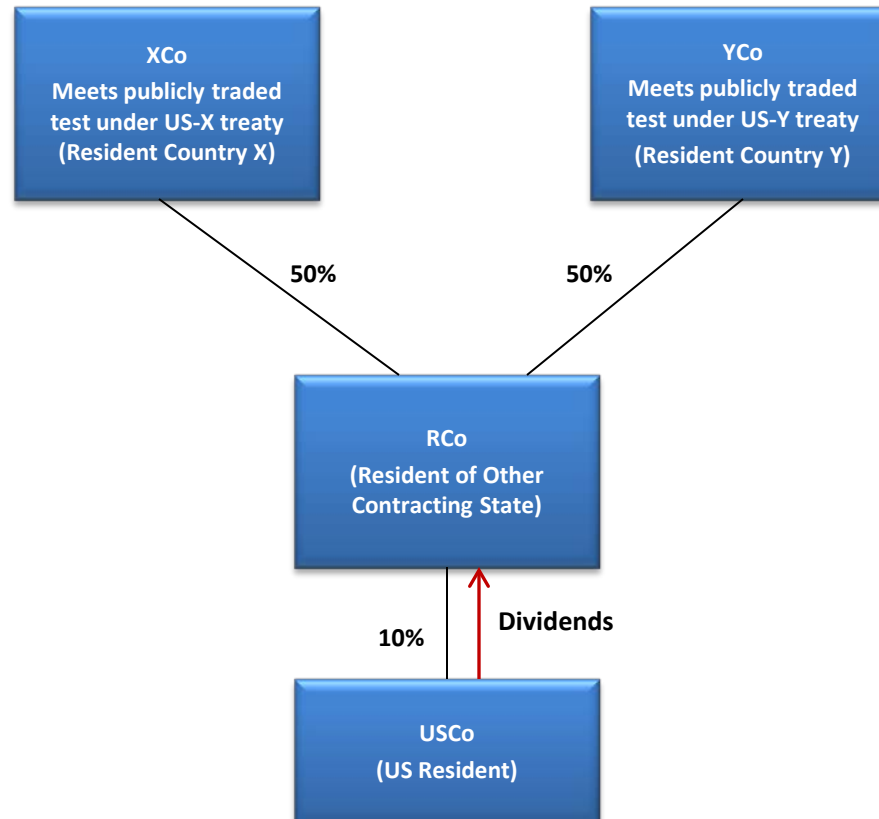 XCo
Meets publicly traded
test under US-X treaty
(Resident Country X)
YCo
Meets publicly traded
test under US-Y treaty
(Resident Country Y)
50%
50%
RCo
(Resident of Other
Contracting State)
10%
Dividends
USCo
(US Resident)